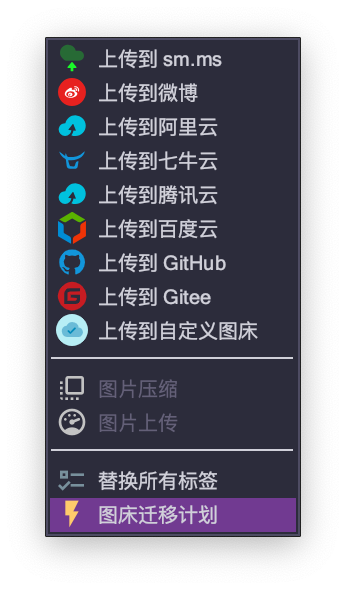 上传到 sm.ms
上传到微博
上传到阿里云
上传到七牛云
上传到腾讯云
上传到百度云
上传到 GitHub
上传到 Gitee
上传到自定义图床
图片压缩
图片上传
替换所有标签
图床迁移计划